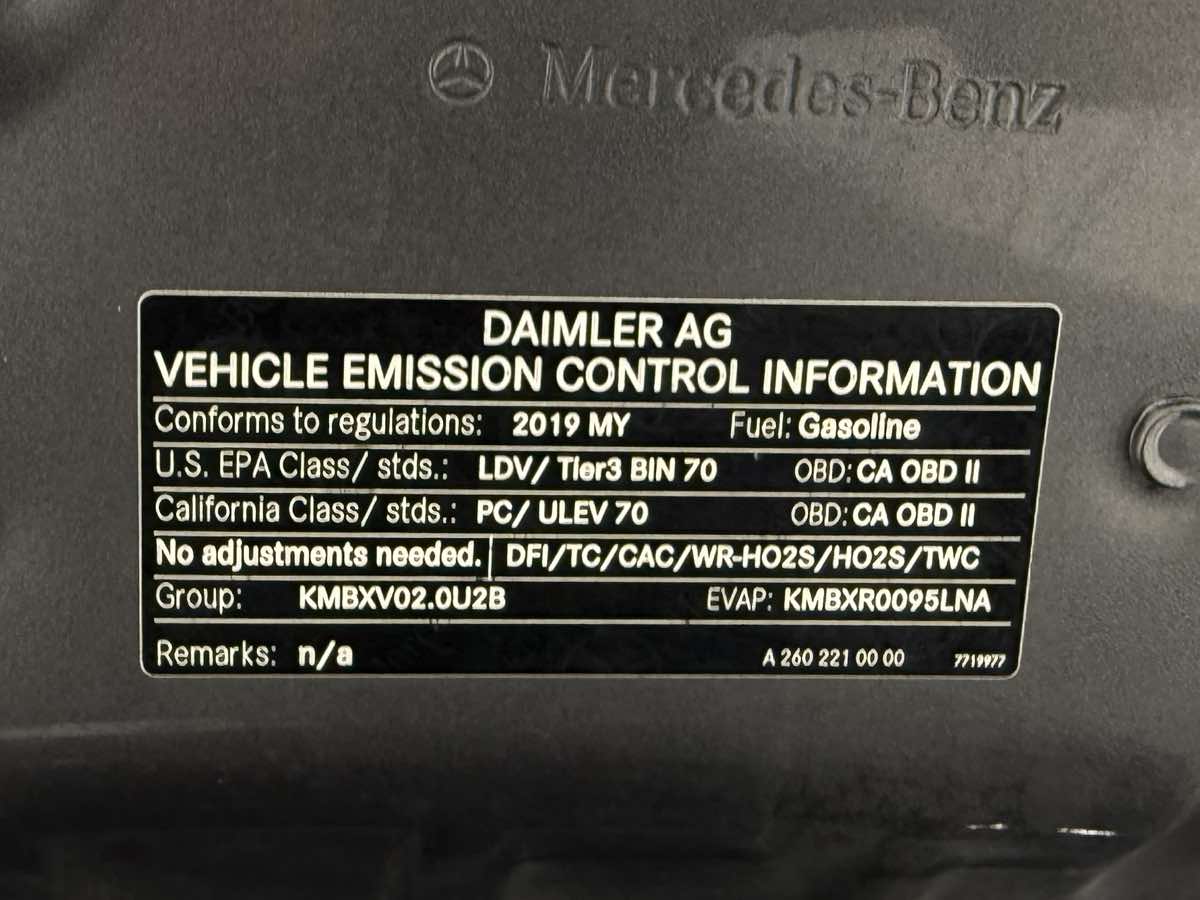 Mercedes-Benz
DAIMLER AG
VEHICLE EMISSION CONTROL INFORMATION
Conforms to regulations: 2019 MY Fuel: Gasoline
U.S. EPA Class/ stds.: LDV/ Tier3 BIN 70 OBD: CA OBD II
California Class/ stds.: PC/ ULEV 70 OBD: CA OBD II
No adjustments needed. DFI/TC/CAC/WR-HO2S/HO2S/TWC
Group: KMBXV02.0U2B EVAP: KMBXR0095LNA
Remarks: n/a A 260 221 00 00 7719977